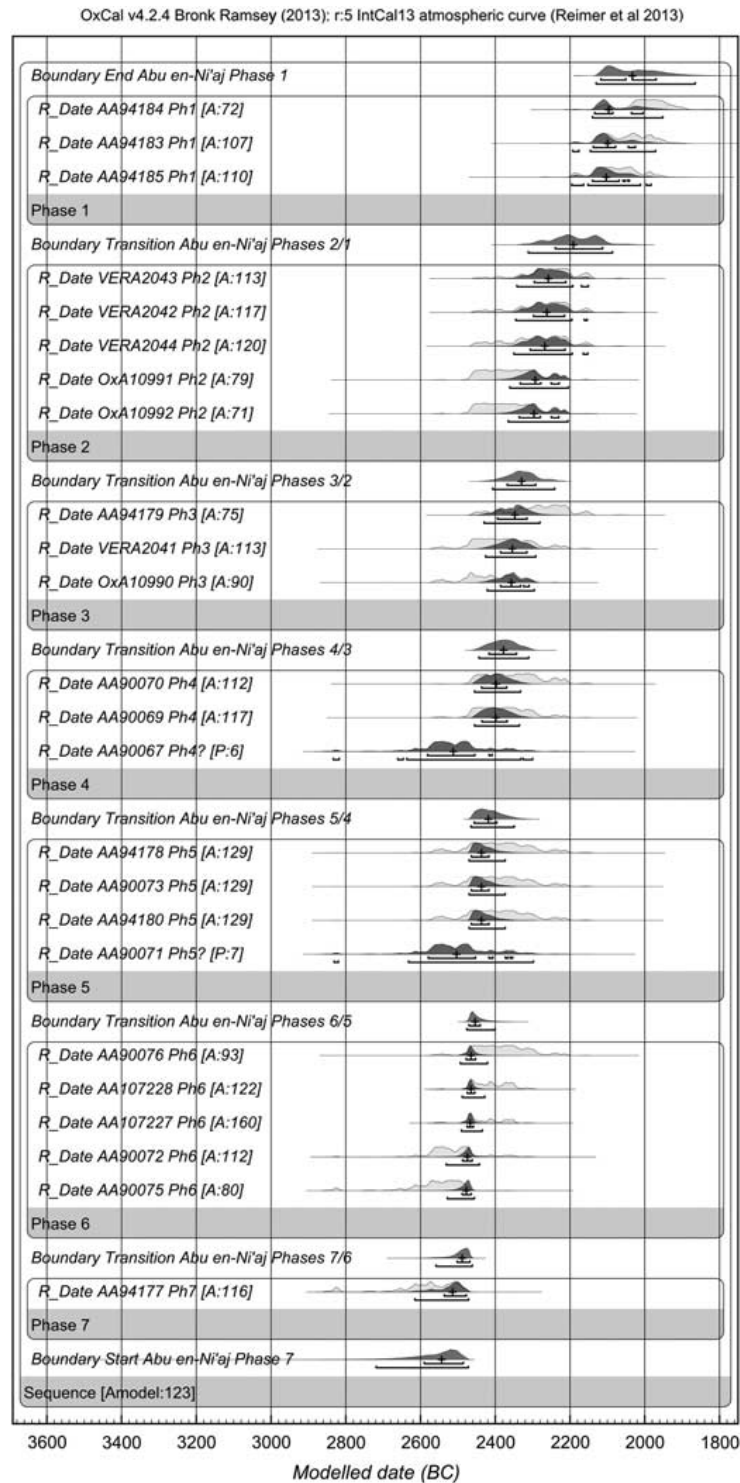 OxCal v4.2.4 Bronk Ramsey (2013): r:5 IntCal13 atmospheric curve (Reimer et al 2013)
Boundary End Abu en-Ni'aj Phase 1
R_Date AA94184 Ph1 [A:72]
R_Date AA94183 Ph1 [A:107]
R_Date AA94185 Ph1 [A:110]
Phase 1
Boundary Transition Abu en-Ni'aj Phases 2/1
R_Date VERA2043 Ph2 [A:113]
R_Date VERA2042 Ph2 [A:117]
R_Date VERA2044 Ph2 [A:120]
R_Date OxA10991 Ph2 [A:79]
R_Date OxA10992 Ph2 [A:71]
Phase 2
Boundary Transition Abu en-Ni'aj Phases 3/2
R_Date AA94179 Ph3 [A:75]
R_Date VERA2041 Ph3 [A:113]
R_Date OxA10990 Ph3 [A:90]
Phase 3
Boundary Transition Abu en-Ni'aj Phases 4/3
R_Date AA90070 Ph4 [A:112]
R_Date AA90069 Ph4 [A:117]
R_Date AA90067 Ph4? [P:6]
Phase 4
Boundary Transition Abu en-Ni'aj Phases 5/4
R_Date AA94178 Ph5 [A:129]
R_Date AA90073 Ph5 [A:129]
R_Date AA94180 Ph5 [A:129]
R_Date AA90071 Ph5? [P:7]
Phase 5
Boundary Transition Abu en-Ni'aj Phases 6/5
R_Date AA90076 Ph6 [A:93]
R_Date AA107228 Ph6 [A:122]
R_Date AA107227 Ph6 [A:160]
R_Date AA90072 Ph6 [A:112]
R_Date AA90075 Ph6 [A:80]
Phase 6
Boundary Transition Abu en-Ni'aj Phases 7/6
R_Date AA94177 Ph7 [A:116]
Phase 7
Boundary Start Abu en-Ni'aj Phase 7
Sequence [Amodel:123]
3600 3400 3200 3000 2800 2600 2400 2200 2000 1800
Modelled date (BC)